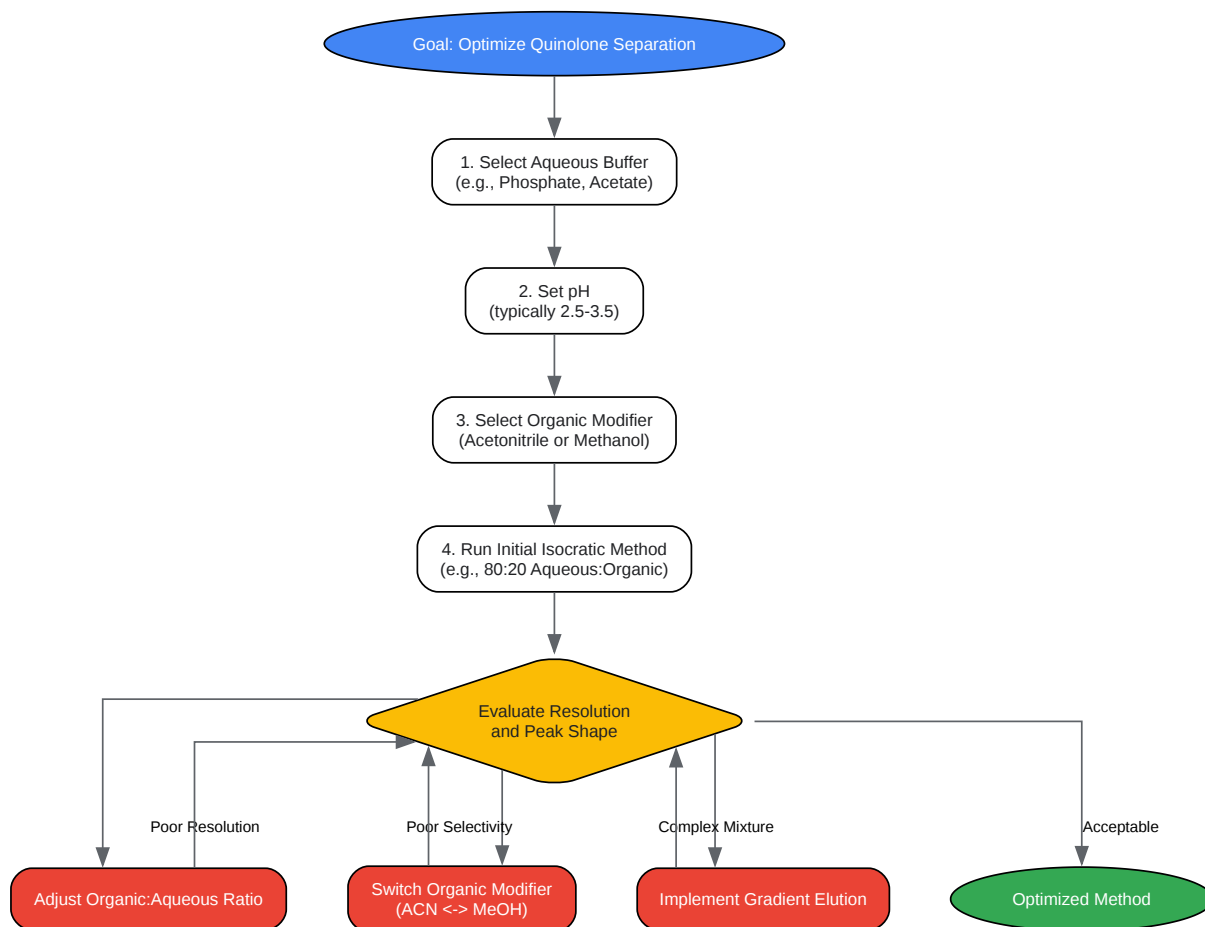 Goal: Optimize Quinolone Separation
1. Select Aqueous Buffer
(e.g., Phosphate, Acetate)
2. Set pH
(typically 2.5-3.5)
3. Select Organic Modifier
(Acetonitrile or Methanol)
4. Run Initial Isocratic Method
(e.g., 80:20 Aqueous:Organic)
Evaluate Resolution
and Peak Shape
Poor Resolution
Poor Selectivity
Complex Mixture
Acceptable
Adjust Organic:Aqueous Ratio
Switch Organic Modifier
(ACN <-> MeOH)
Implement Gradient Elution
Optimized Method